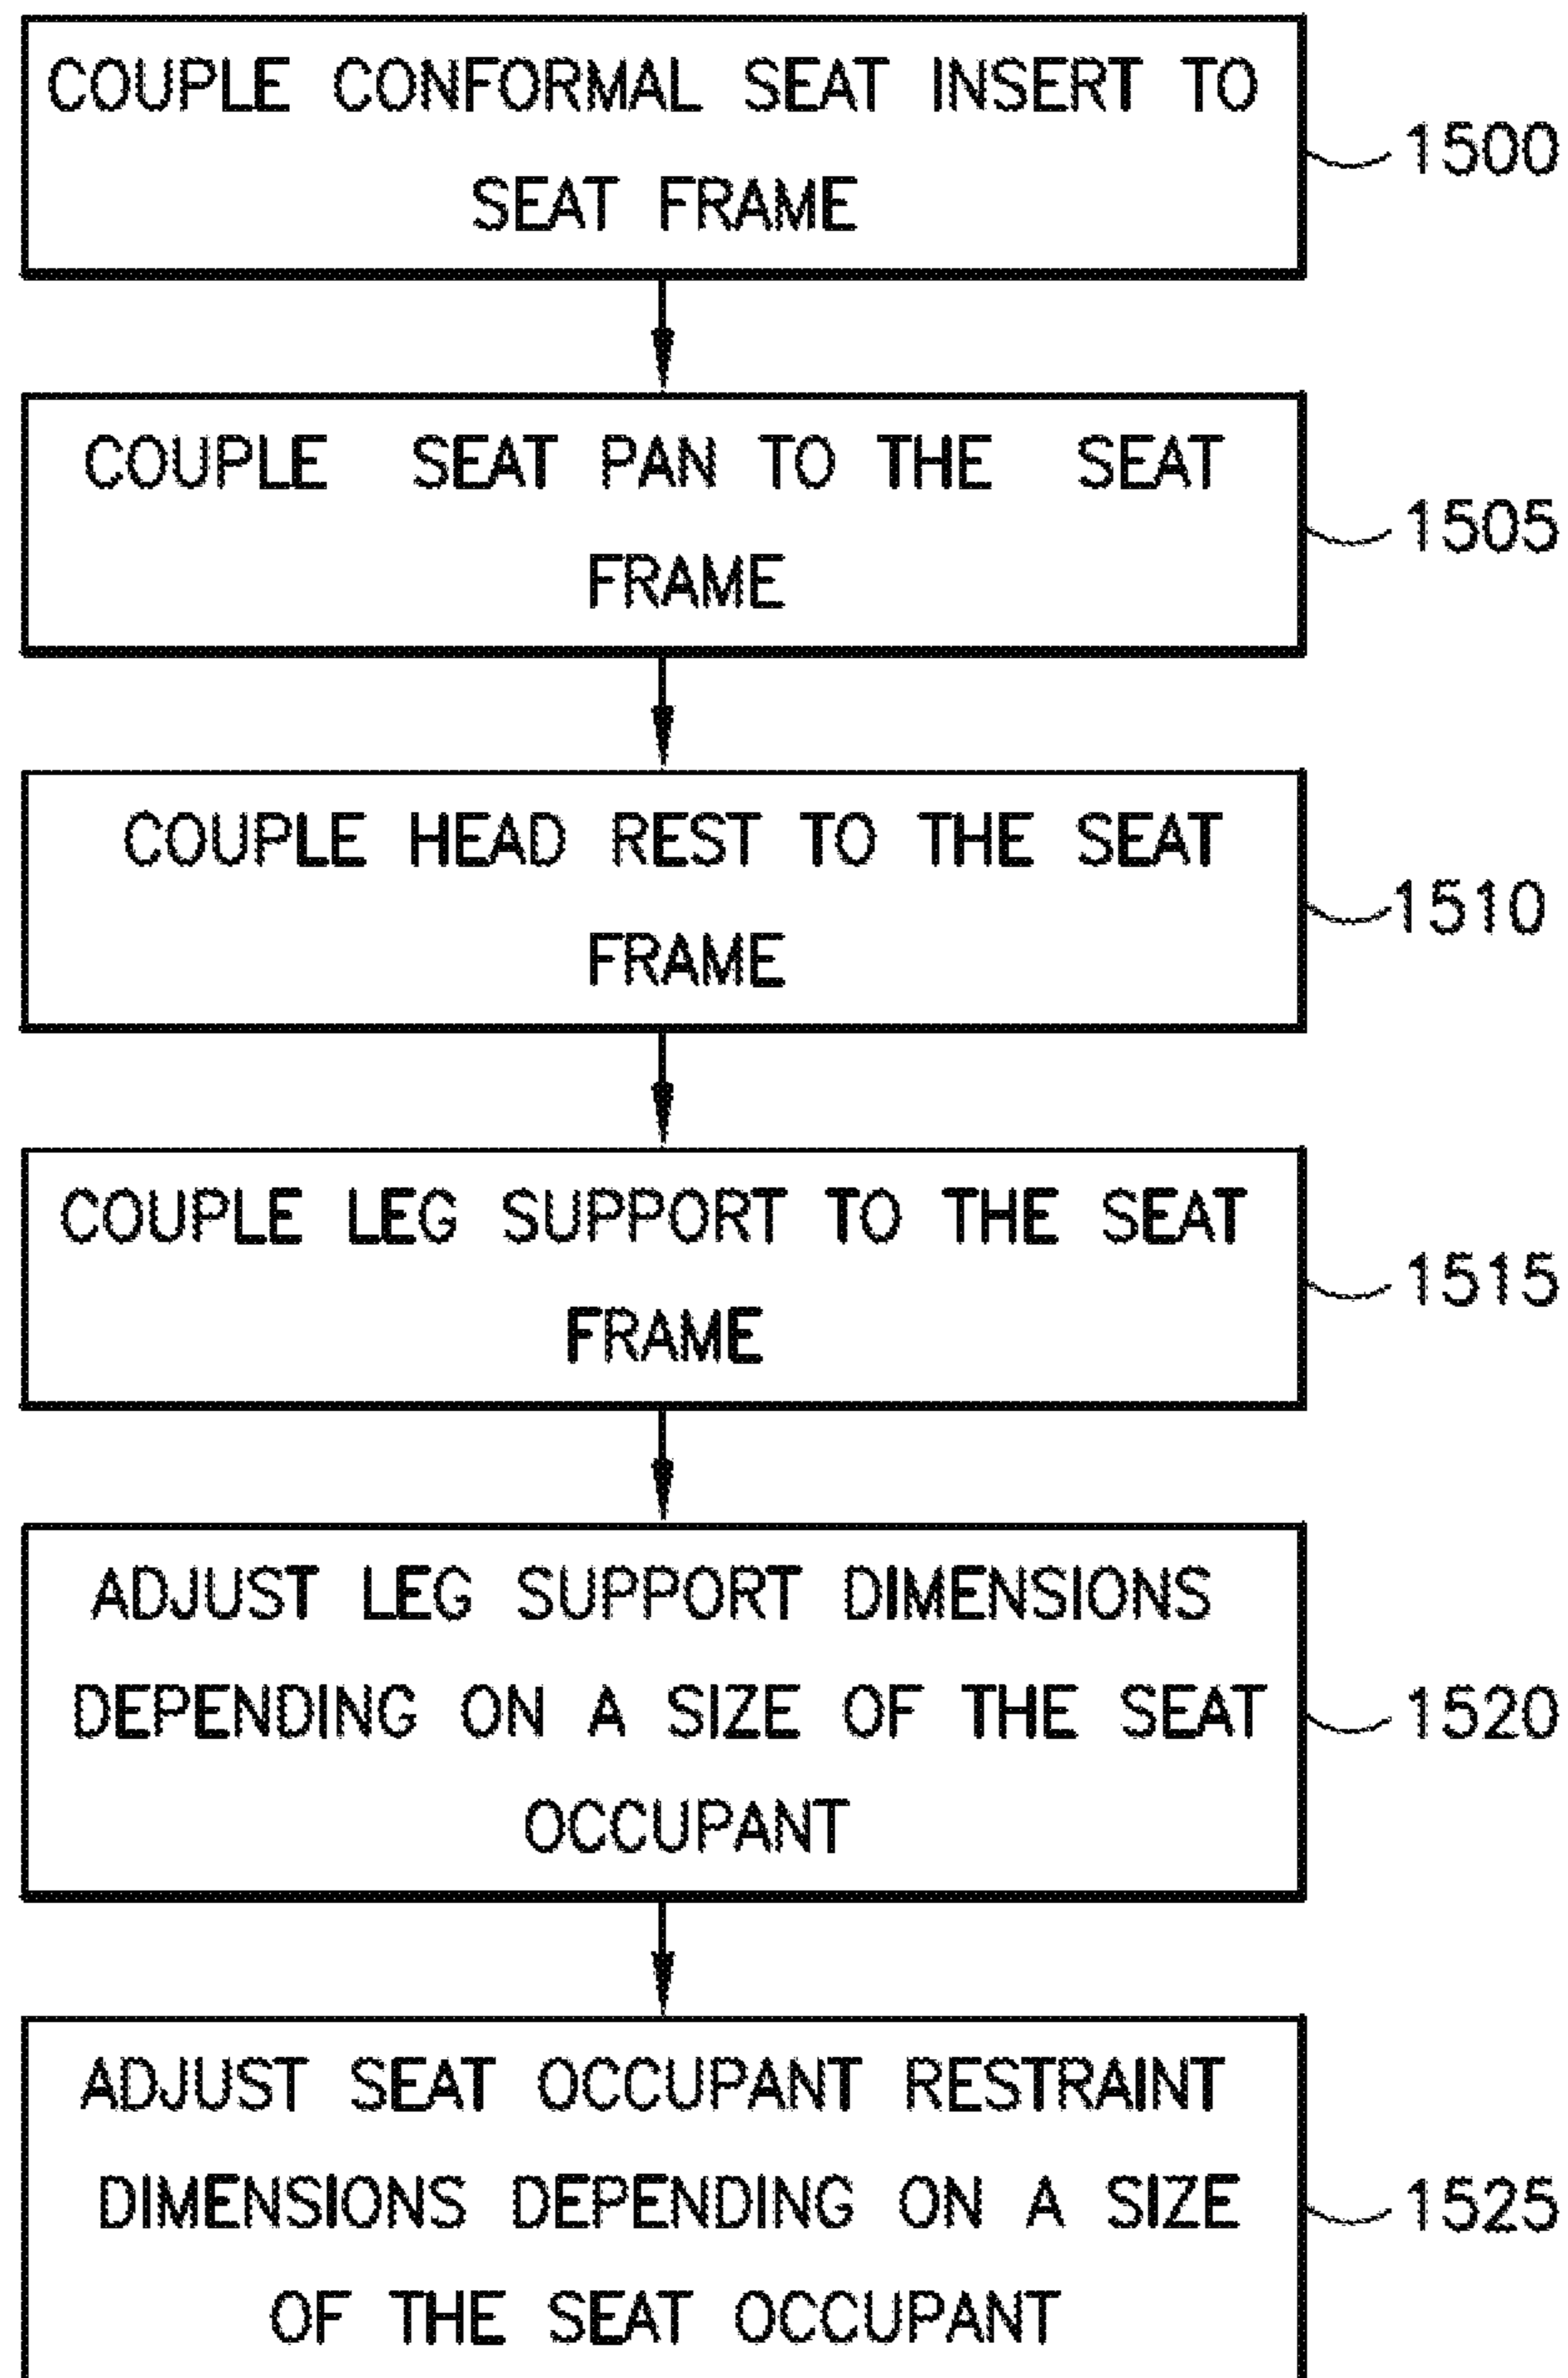 COUPLE CONFORMAL SEAT INSERT TO
SEAT FRAME
1500
COUPLE SEAT PAN TO THE SEAT
FRAME
1505
COUPLE HEAD REST TO THE SEAT
FRAME
1510
COUPLE LEG SUPPORT TO THE SEAT
FRAME
1515
ADJUST LEG SUPPORT DIMENSIONS
DEPENDING ON A SIZE OF THE SEAT
OCCUPANT
1520
ADJUST SEAT OCCUPANT RESTRAINT
DIMENSIONS DEPENDING ON A SIZE
OF THE SEAT OCCUPANT
1525